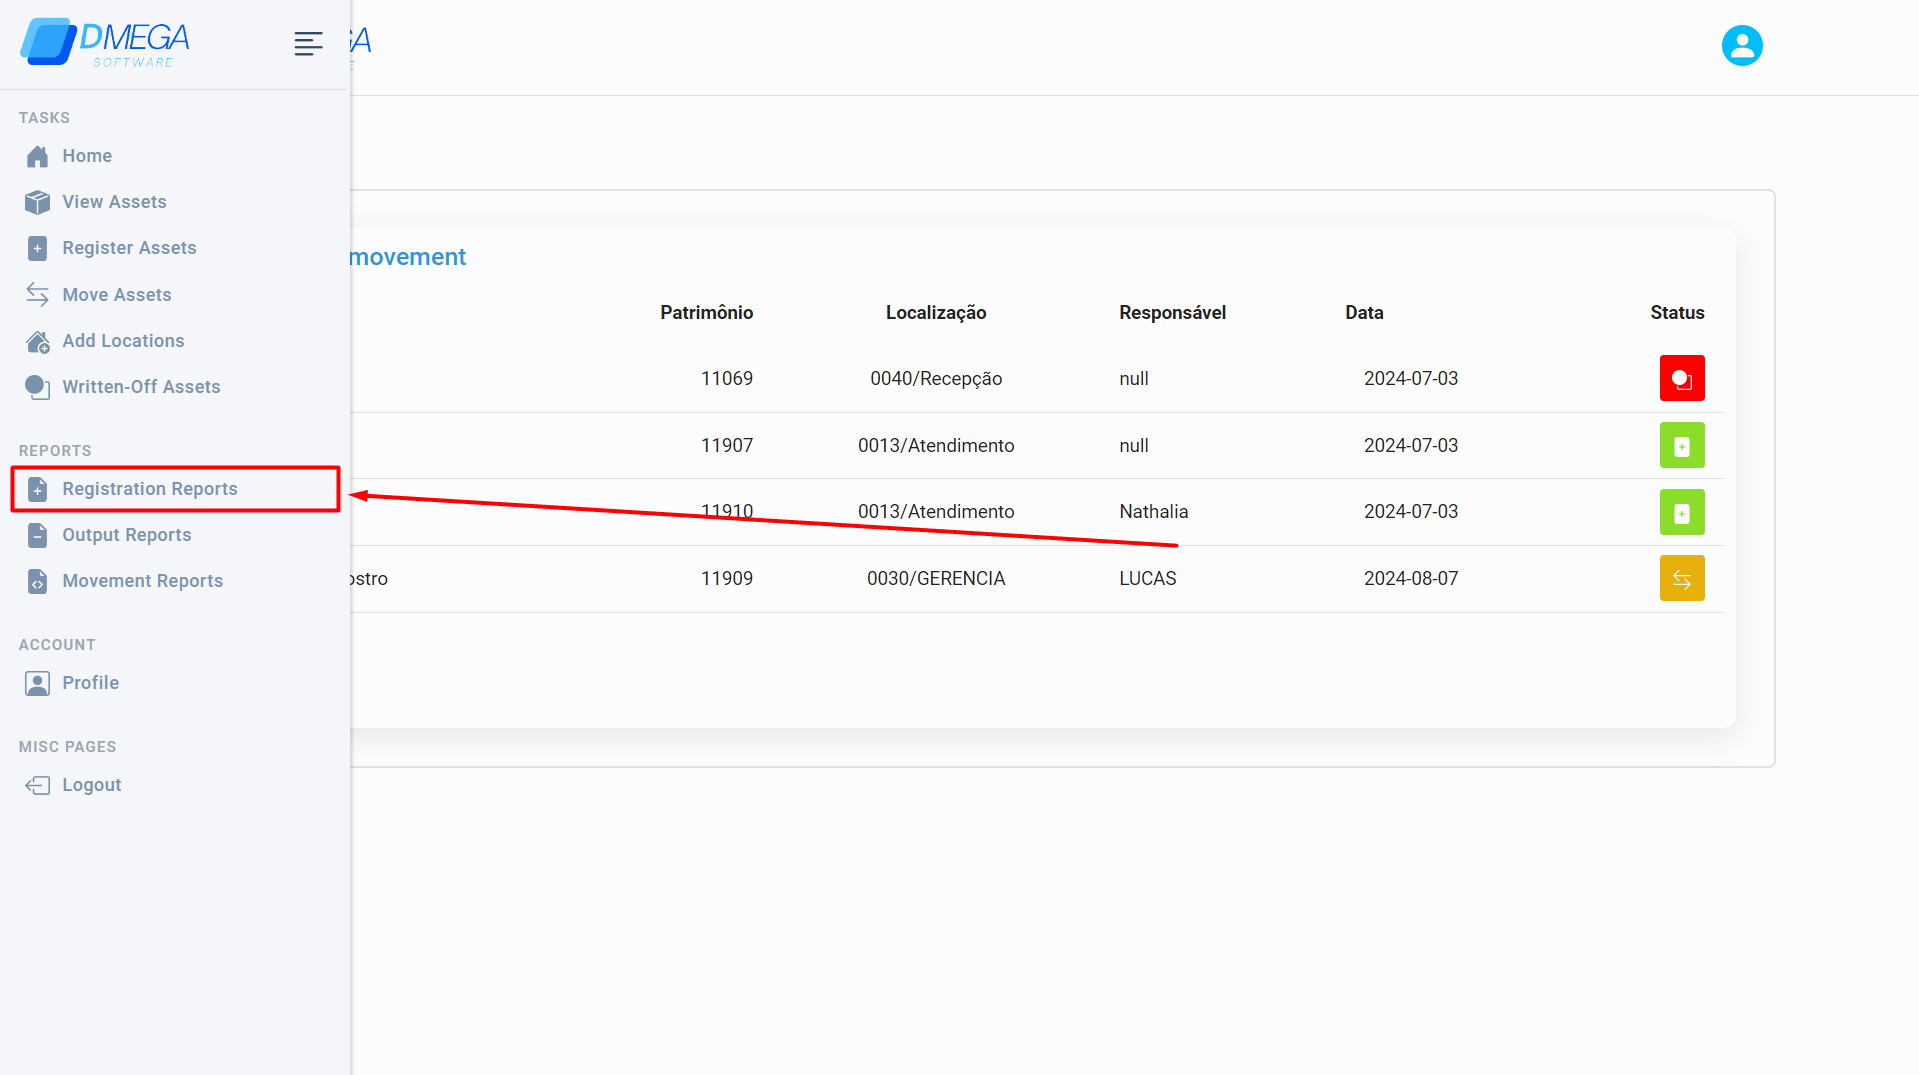 DMEGA
SOFTWARE
TASKS
Home
View Assets
Register Assets
Move Assets
Add Locations
Written-Off Assets
REPORTS
Registration Reports
Output Reports
Movement Reports
ACCOUNT
Profile
MISC PAGES
Logout
movement
Patrimônio Localização Responsável Data Status
11069 0040/Recepção null 2024-07-03
11907 0013/Atendimento null 2024-07-03
11910 0013/Atendimento Nathalia 2024-07-03
ostro 11909 0030/GERENCIA LUCAS 2024-08-07